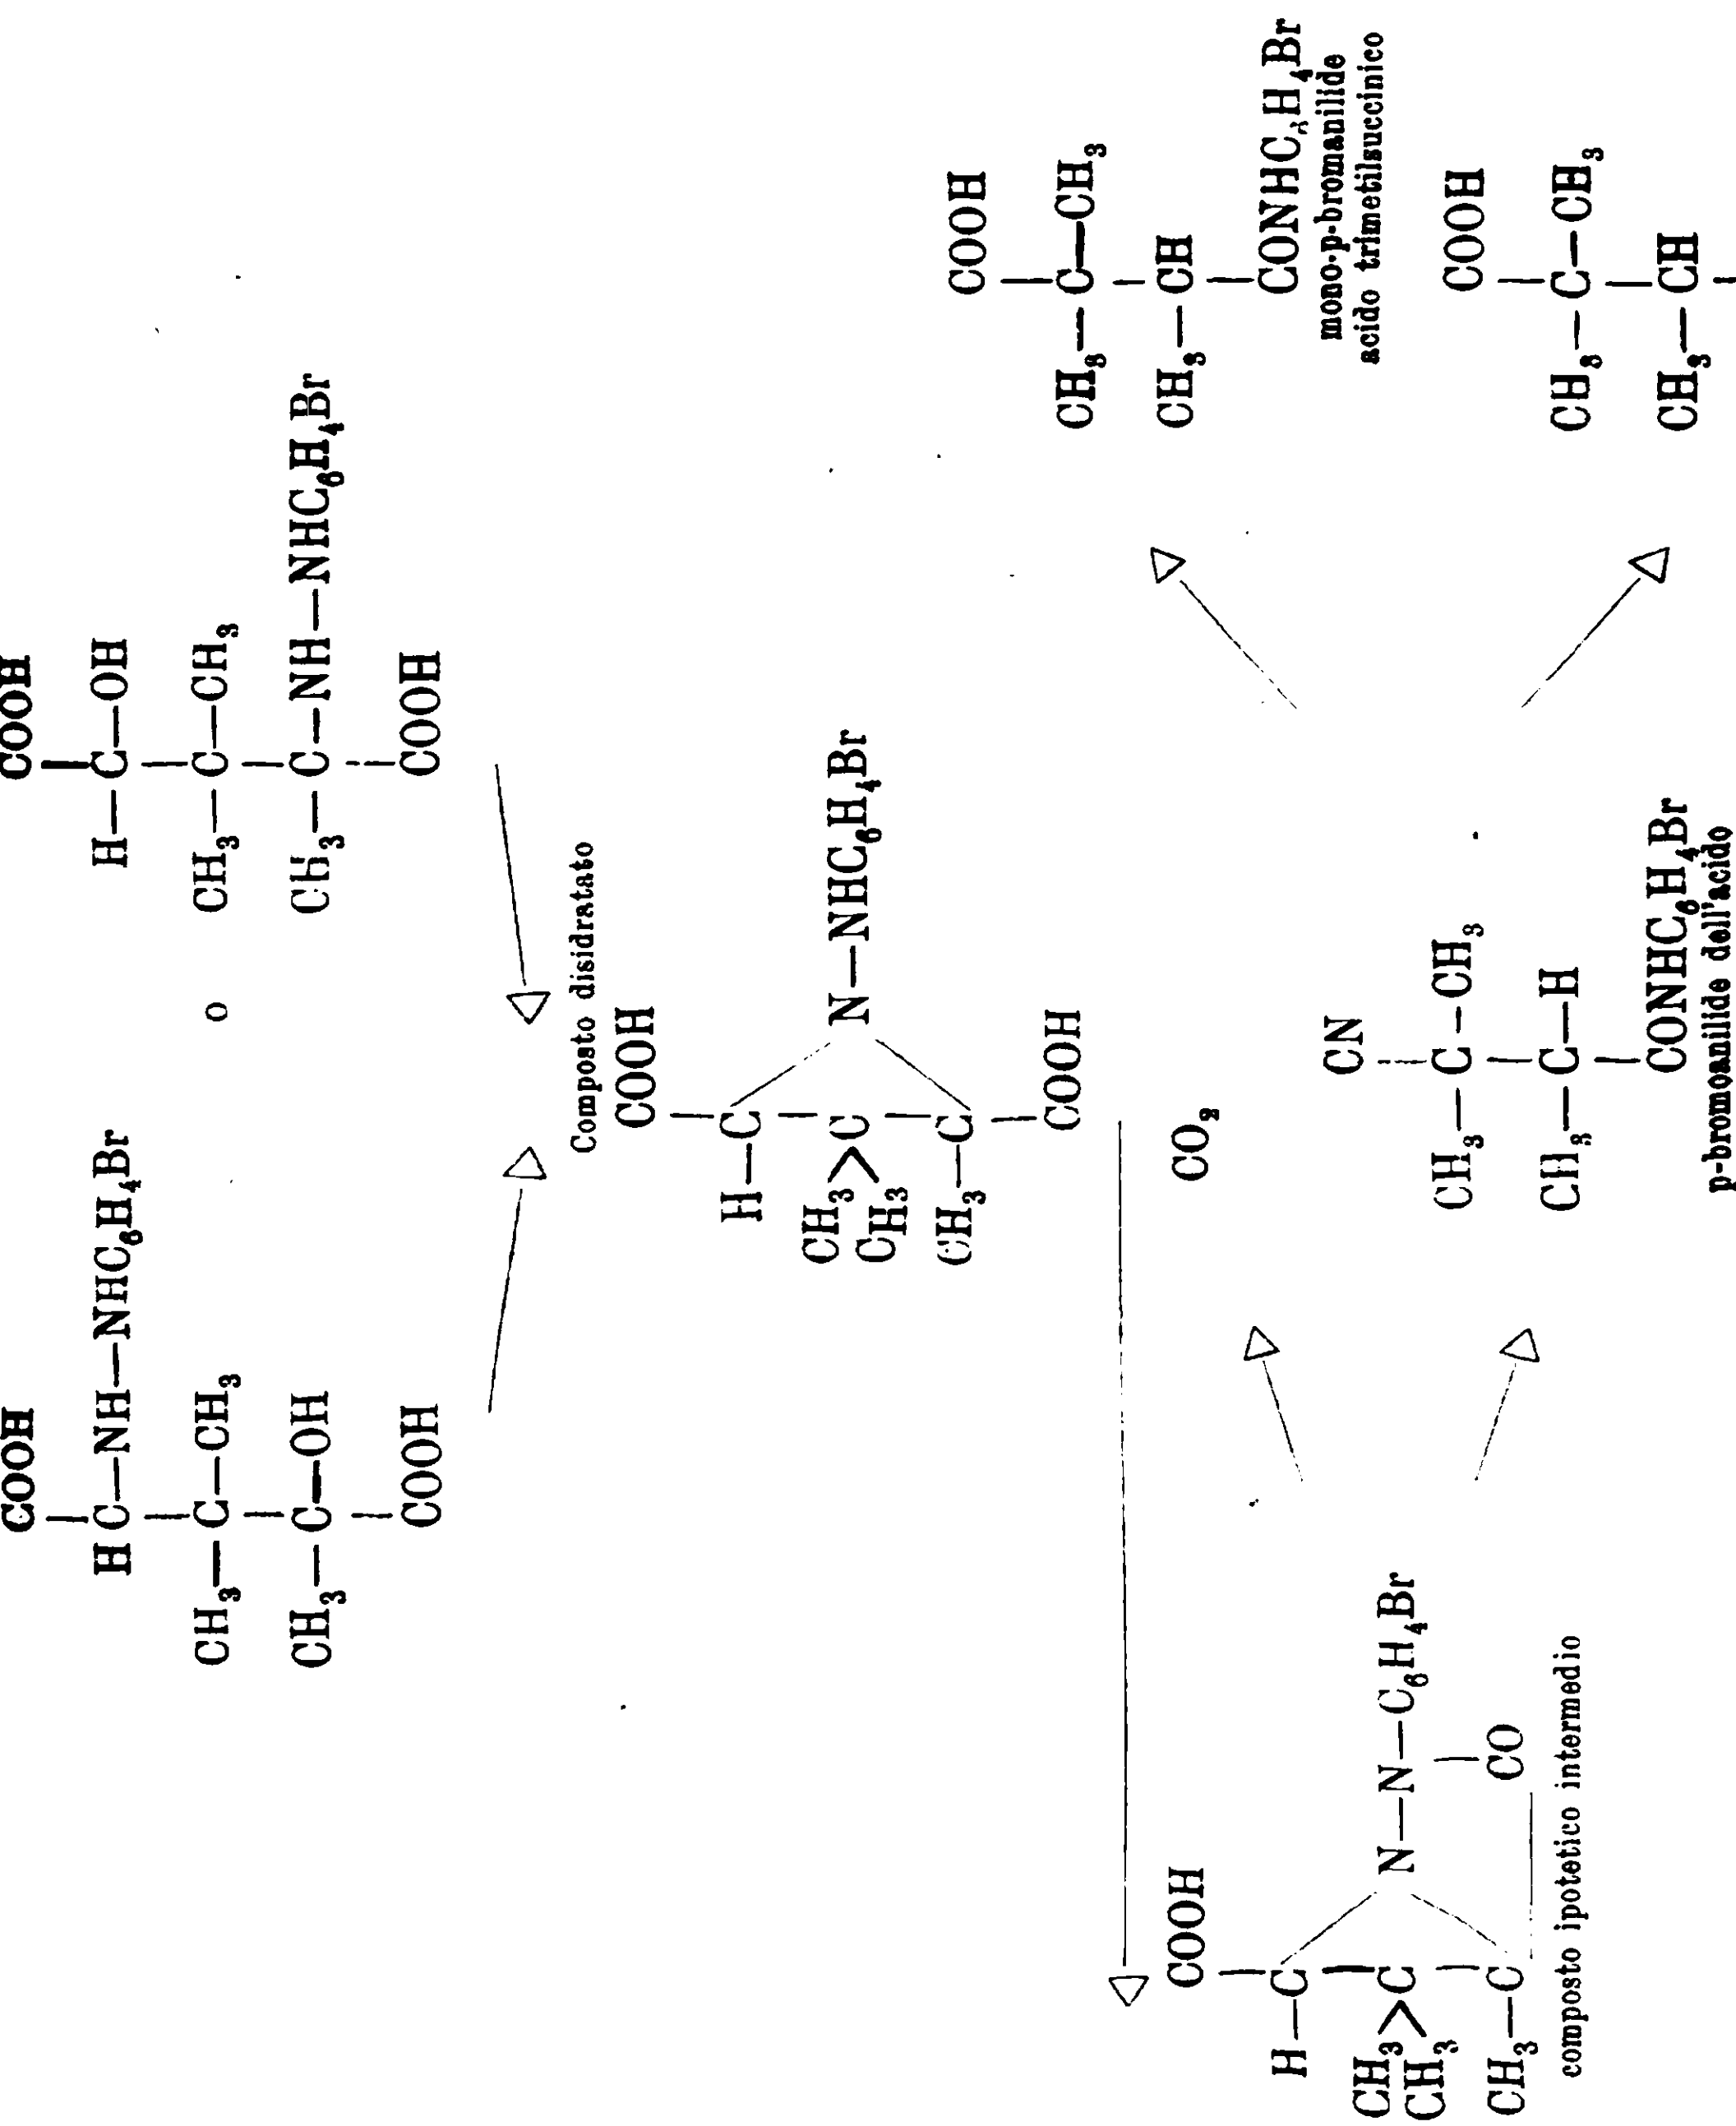 COOH
HC—NH—NHC₆H₄Br
CH₃—C—CH₃
CH₃—C—OH
COOH
o
COOH
H—C—OH
CH₃—C—CH₃
CH₃—C—NH—NHC₆H₄Br
COOH
Composto disidratato
COOH
H—C
CH₃>C N—NHC₆H₄Br
CH₃
CH₃—C
COOH
COOH
H—C
CH₃>C N—N—C₆H₄Br
CH₃
CH₃—C CO
composto ipotetico intermedio
CO₂
CN
CH₃—C—CH₃
CH₃—C—H
CONHC₆H₄Br
p-bromoanilide dell'acido
COOH
CH₃—C—CH₃
CH₃—CH
CONHC₆H₄Br
mono-p-bromanilide
acido trimetilsuccinico
COOH
CH₃—C—CH₃
CH₃—CH